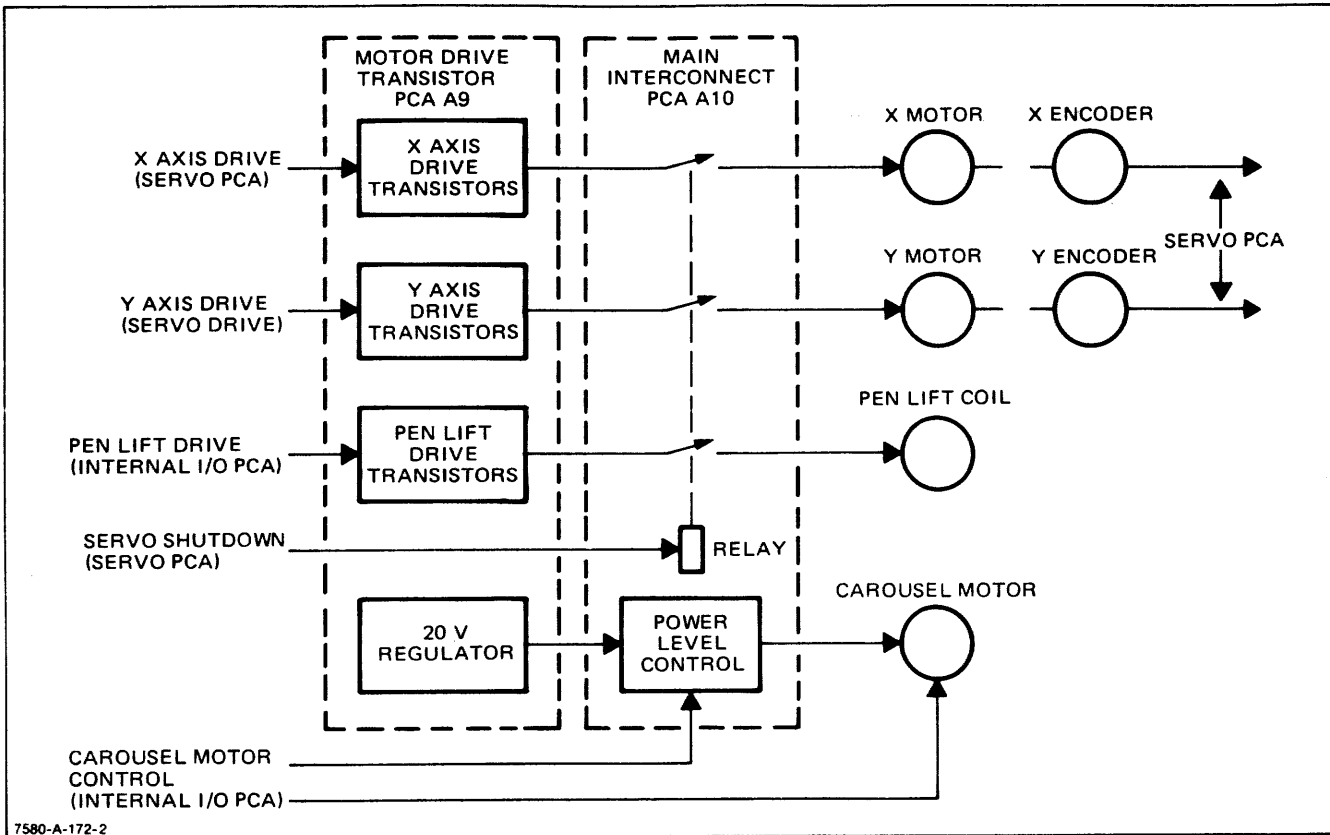 MOTOR DRIVE
TRANSISTOR
PCA A9
MAIN
INTERCONNECT
PCA A10
X AXIS DRIVE
(SERVO PCA)
X AXIS
DRIVE
TRANSISTORS
X MOTOR
X ENCODER
SERVO PCA
Y AXIS DRIVE
(SERVO DRIVE)
Y AXIS
DRIVE
TRANSISTORS
Y MOTOR
Y ENCODER
PEN LIFT DRIVE
(INTERNAL I/O PCA)
PEN LIFT
DRIVE
TRANSISTORS
PEN LIFT COIL
SERVO SHUTDOWN
(SERVO PCA)
RELAY
20 V
REGULATOR
POWER
LEVEL
CONTROL
CAROUSEL MOTOR
CAROUSEL MOTOR
CONTROL
(INTERNAL I/O PCA)
7580-A-172-2